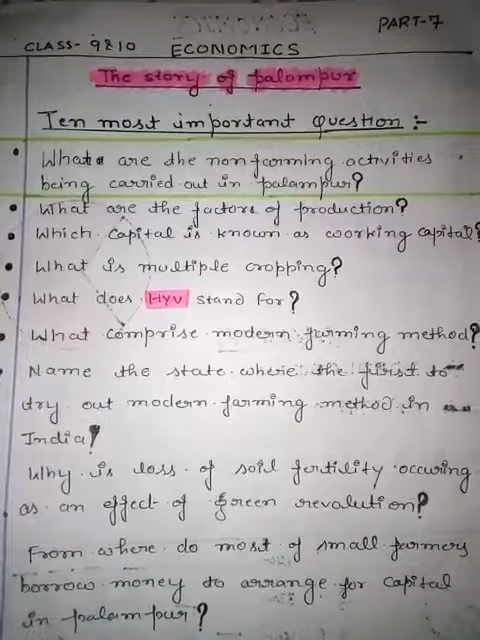 PART-7
CLASS- 9&10 ECONOMICS
The story of palampur
Ten most important question :-
• What are the non farming activities
being carried out in palampur?
• What are the factors of production?
• Which capital is known as working capital?
• What is multiple cropping?
• What does HYV stand for?
• What comprise modern farming method?
• Name the state where the first to
dry out modern farming method in
India?
Why is loss of soil fertility occuring
• as an effect of green revolution?
From where do most of small farmers
borrow money to arrange for capital
in palampur?